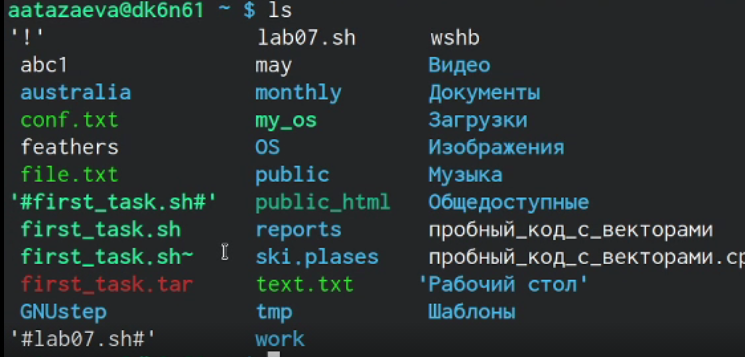 aatazaeva@dk6n61 ~ $ ls
'!' lab07.sh wshb
abc1 may Видео
australia monthly Документы
conf.txt my_os Загрузки
feathers OS Изображения
file.txt public Музыка
'#first_task.sh#' public_html Общедоступные
first_task.sh reports пробный_код_с_векторами
first_task.sh~ ski.plases пробный_код_с_векторами.cp
first_task.tar text.txt 'Рабочий стол'
GNUstep tmp Шаблоны
'#lab07.sh#' work